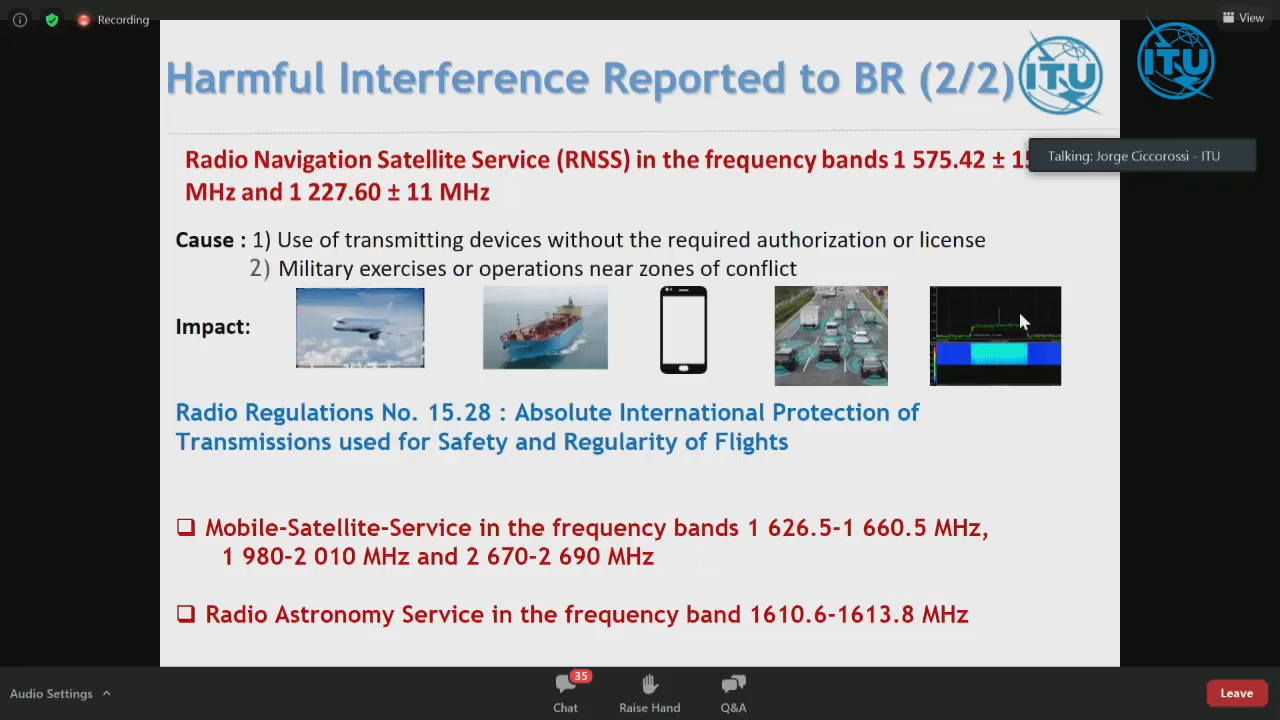 Recording
View
Harmful Interference Reported to BR (2/2)
ITU
ITU
Radio Navigation Satellite Service (RNSS) in the frequency bands 1 575.42 ±
Talking: Jorge Ciccorossi - ITU
MHz and 1 227.60 ± 11 MHz
Cause : 1) Use of transmitting devices without the required authorization or license
2) Military exercises or operations near zones of conflict
Impact:
Radio Regulations No. 15.28 : Absolute International Protection of
Transmissions used for Safety and Regularity of Flights
Mobile-Satellite-Service in the frequency bands 1 626.5-1 660.5 MHz,
1 980-2 010 MHz and 2 670-2 690 MHz
Radio Astronomy Service in the frequency band 1610.6-1613.8 MHz
Audio Settings
35
Chat
Raise Hand
Q&A
Leave